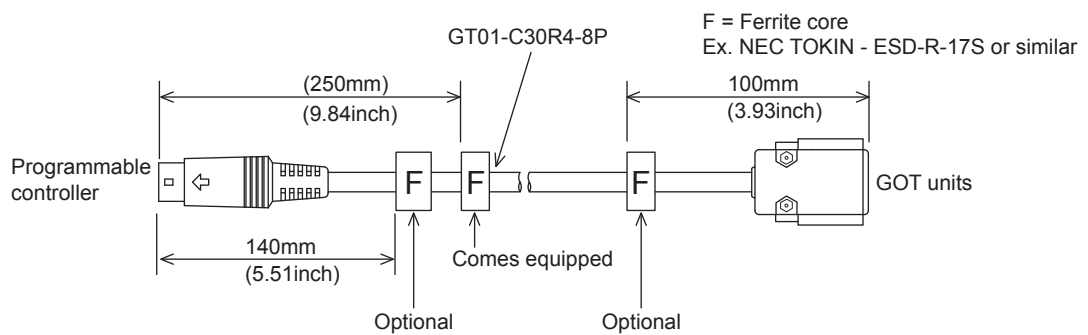 F = Ferrite core
Ex. NEC TOKIN - ESD-R-17S or similar
GT01-C30R4-8P
(250mm)
(9.84inch)
100mm
(3.93inch)
Programmable
controller
F
F
F
GOT units
140mm
(5.51inch)
Comes equipped
Optional
Optional